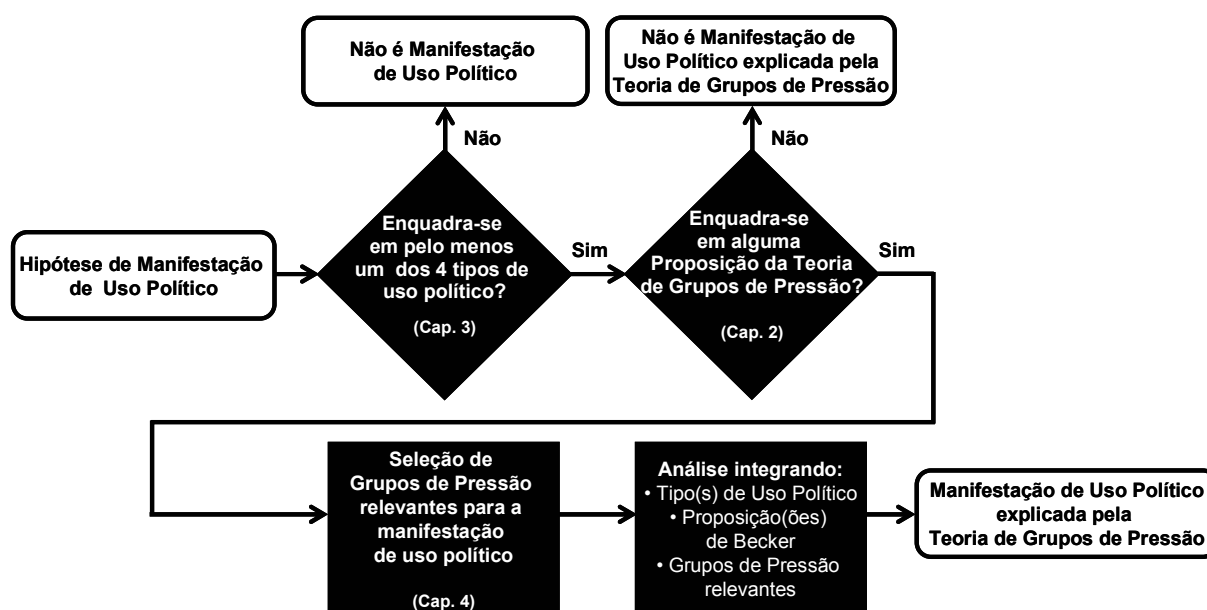 Não é Manifestação
de Uso Político
Não é Manifestação de
Uso Político explicada pela
Teoria de Grupos de Pressão
Não
Não
Hipótese de Manifestação
de Uso Político
Enquadra-se
em pelo menos
um dos 4 tipos de
uso político?
(Cap. 3)
Sim
Enquadra-se
em alguma
Proposição da Teoria
de Grupos de Pressão?
(Cap. 2)
Sim
Seleção de
Grupos de Pressão
relevantes para a
manifestação
de uso político
(Cap. 4)
Análise integrando:
• Tipo(s) de Uso Político
• Proposição(ões)
de Becker
• Grupos de Pressão
relevantes
Manifestação de Uso Político
explicada pela
Teoria de Grupos de Pressão